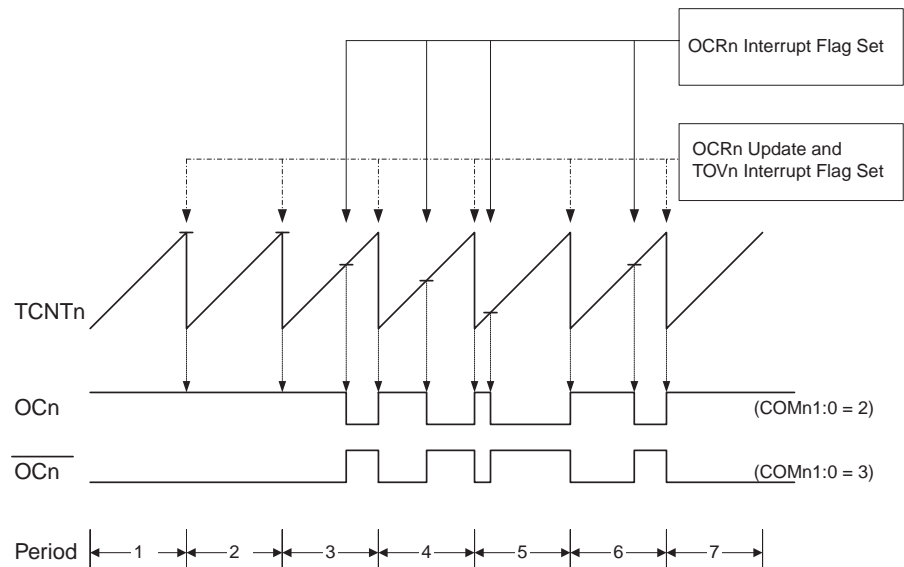 OCRn Interrupt Flag Set
OCRn Update and
TOVn Interrupt Flag Set
TCNTn
OCn
(COMn1:0 = 2)
OCn
(COMn1:0 = 3)
Period
1
2
3
4
5
6
7